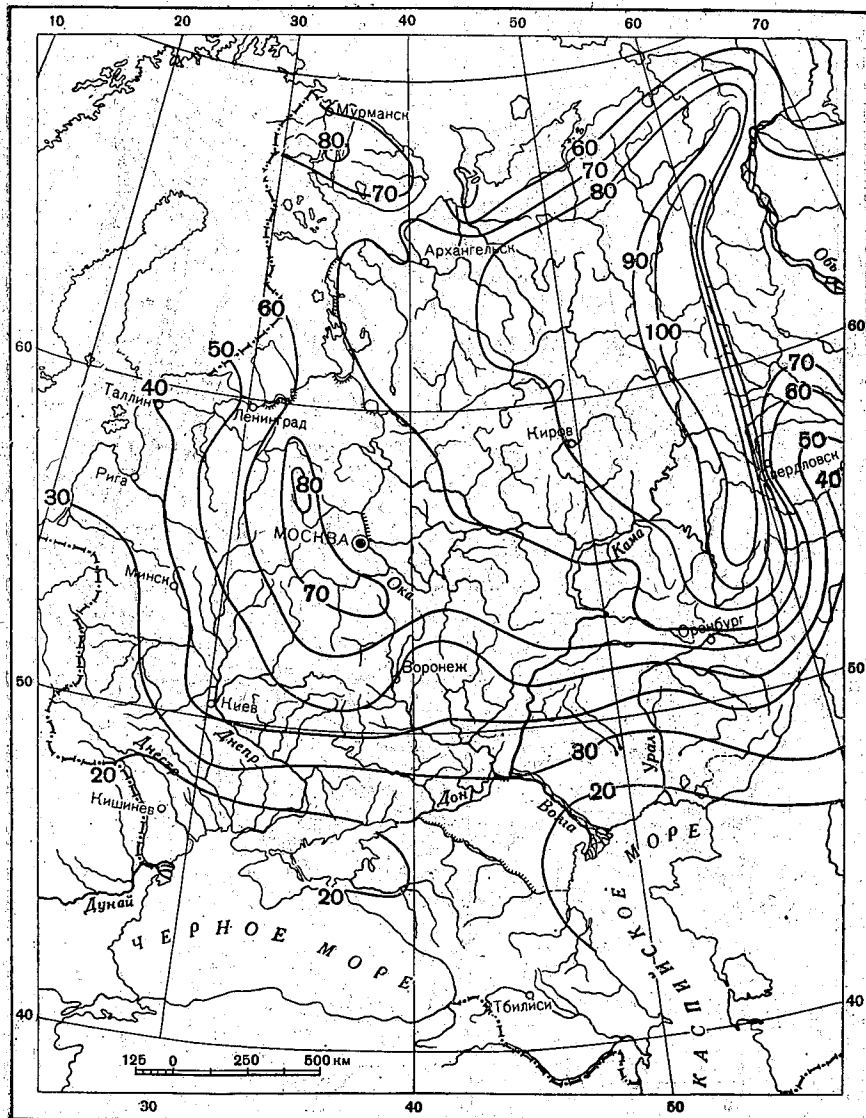 10 20 30 40 50 60 70
Мурманск
80
70
60
70
80
Архангельск
90
Обь
100
60
60
60
50
40
70
60
Таллин
Ленинград
Киров
50
Свердловск
40
30
Рига
80
МОСКВА
Кама
Минск
Ока
70
Оренбург
Воронеж
50
50
Киев
Днепр
Днестр
30
Урал
20
20
Кишинев
Дон
Волга
МОРЕ
20
Дунай
ЧЕРНОЕ МОРЕ
КАСПИЙСКОЕ
Тбилиси
40
40
125 0 250 500 км
30 40 50